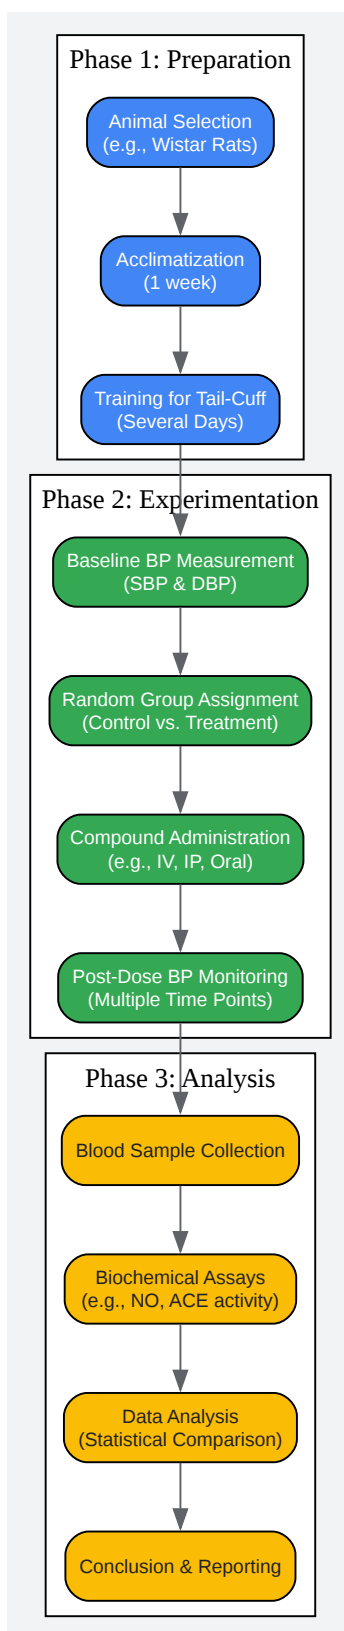 Phase 1: Preparation
Animal Selection
(e.g., Wistar Rats)
Acclimatization
(1 week)
Training for Tail-Cuff
(Several Days)
Phase 2: Experimentation
Baseline BP Measurement
(SBP & DBP)
Random Group Assignment
(Control vs. Treatment)
Compound Administration
(e.g., IV, IP, Oral)
Post-Dose BP Monitoring
(Multiple Time Points)
Phase 3: Analysis
Blood Sample Collection
Biochemical Assays
(e.g., NO, ACE activity)
Data Analysis
(Statistical Comparison)
Conclusion & Reporting